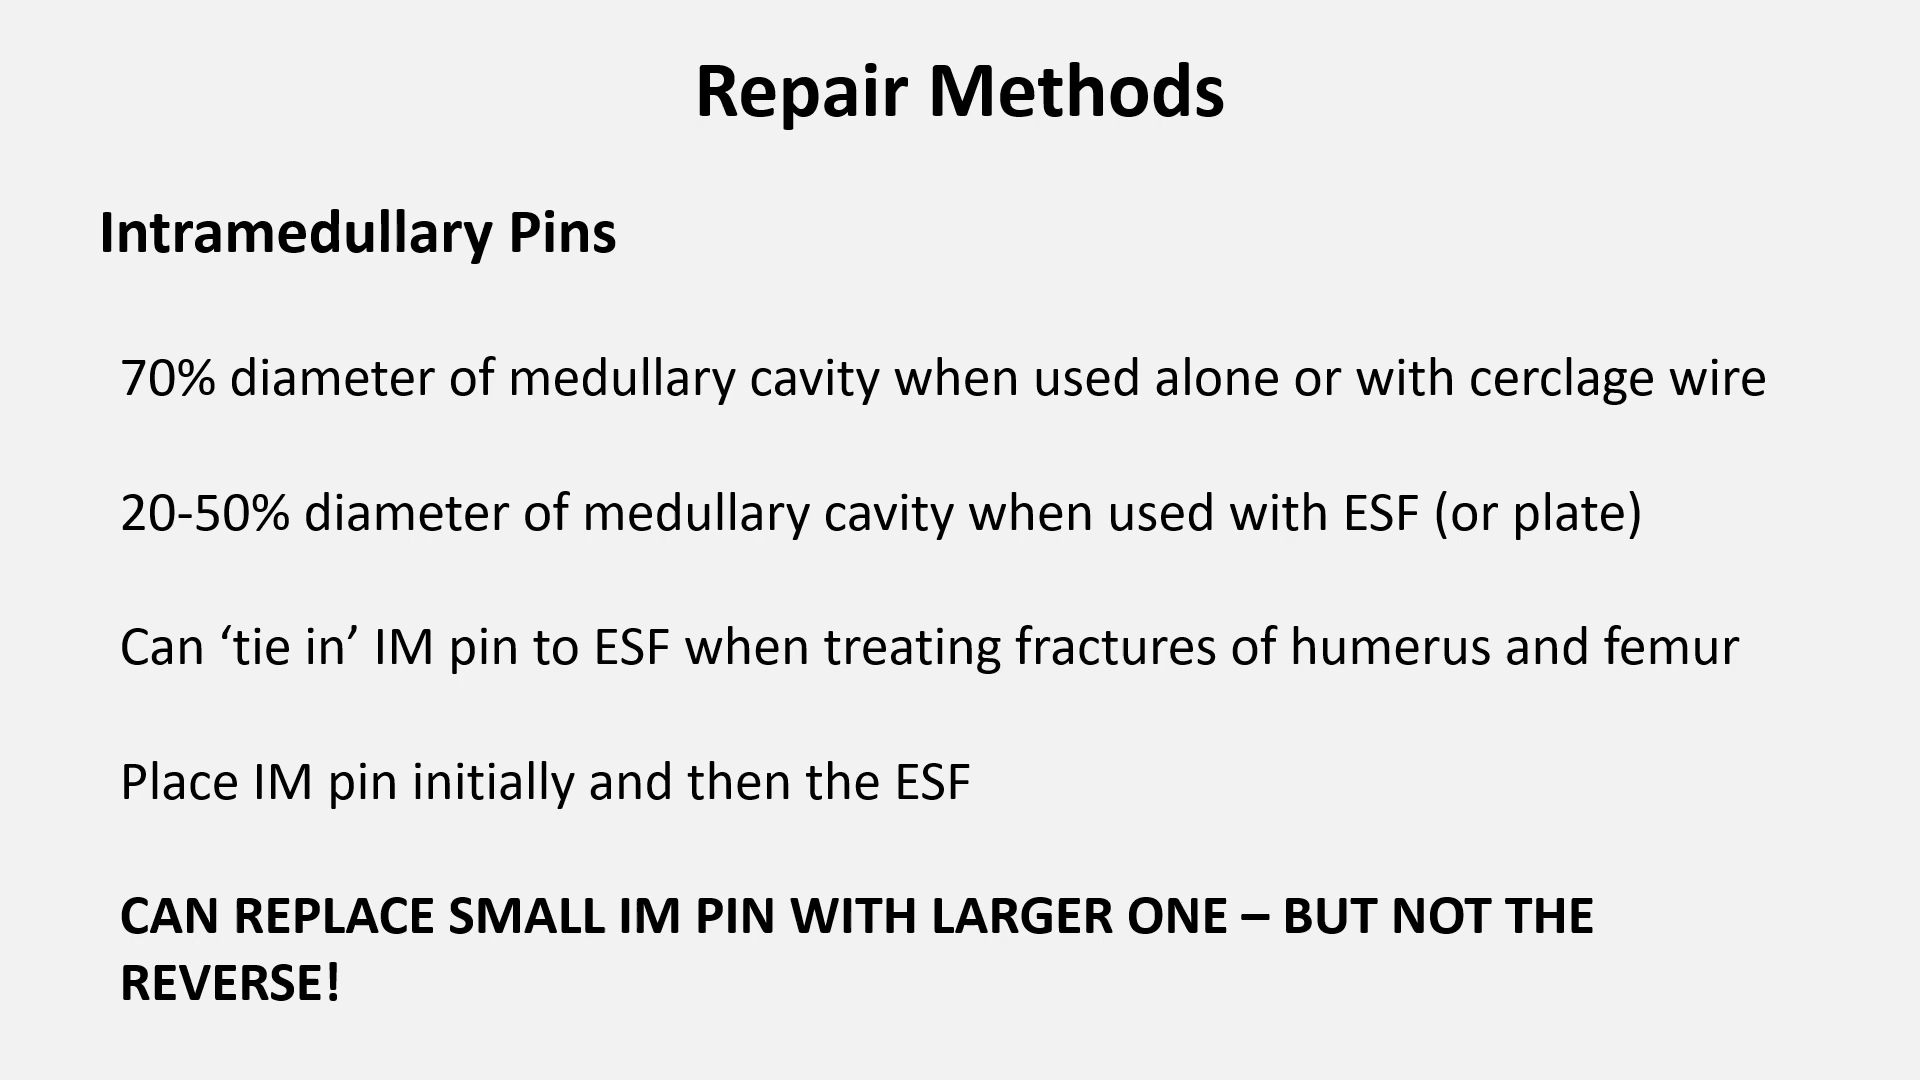 Repair Methods
Intramedullary Pins
70% diameter of medullary cavity when used alone or with cerclage wire
20-50% diameter of medullary cavity when used with ESF (or plate)
Can ‘tie in’ IM pin to ESF when treating fractures of humerus and femur
Place IM pin initially and then the ESF
CAN REPLACE SMALL IM PIN WITH LARGER ONE – BUT NOT THE
REVERSE!